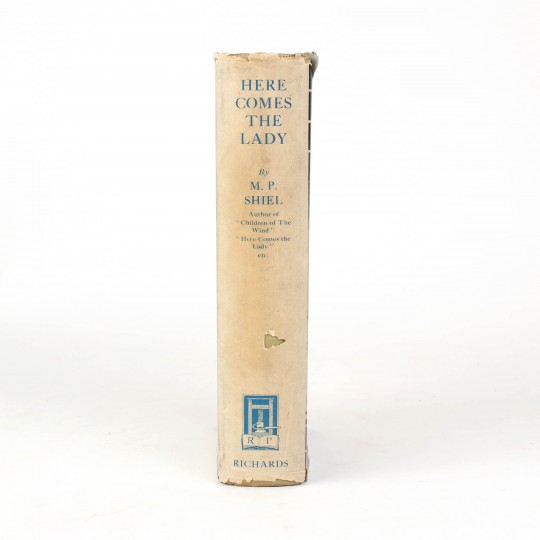 HERE
COMES
THE
LADY
By
M. P.
SHIEL
Author of
"Children of The
Wind"
"Here Comes the
Lady"
etc.
R P
RICHARDS